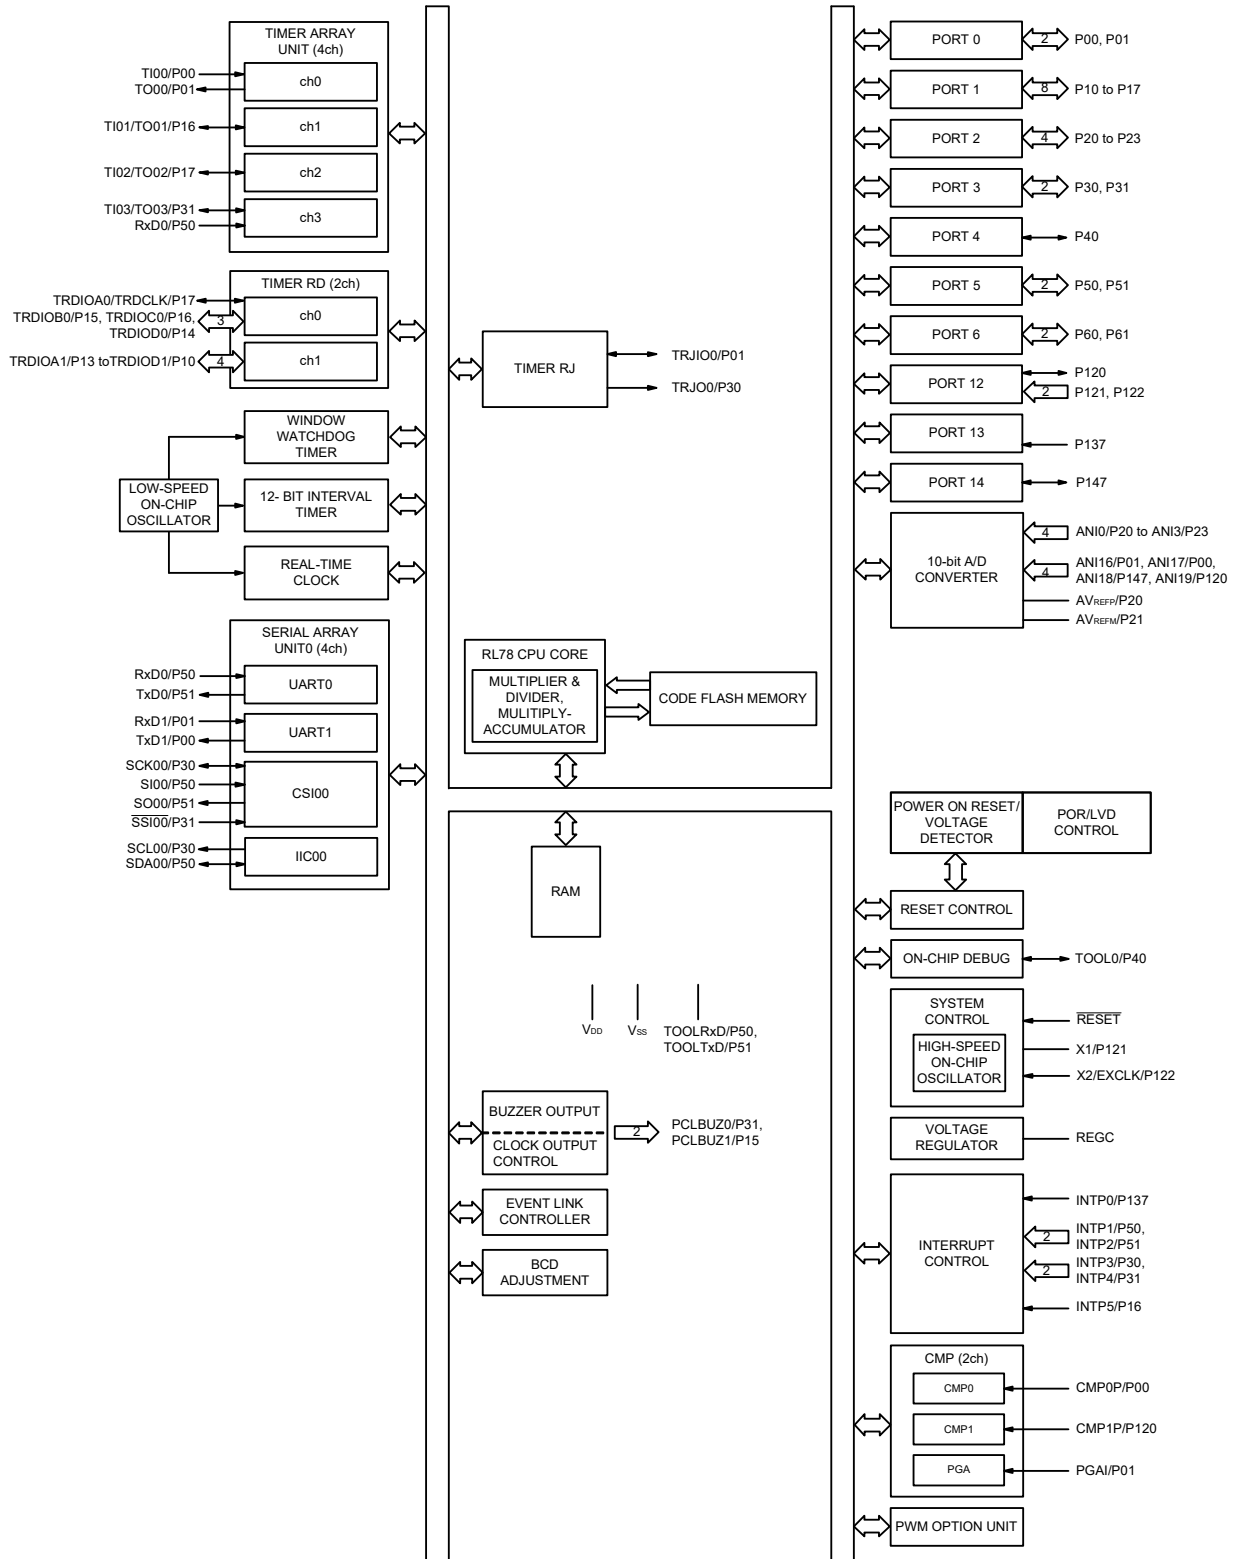 TIMER ARRAY
UNIT (4ch)
TI00/P00
TO00/P01
ch0
TI01/TO01/P16
ch1
TI02/TO02/P17
ch2
TI03/TO03/P31
RxD0/P50
ch3
TIMER RD (2ch)
TRDIOA0/TRDCLK/P17
TRDIOB0/P15, TRDIOC0/P16,
TRDIOD0/P14
3
ch0
TRDIOA1/P13 toTRDIOD1/P10
4
ch1
WINDOW
WATCHDOG
TIMER
LOW-SPEED
ON-CHIP
OSCILLATOR
12- BIT INTERVAL
TIMER
REAL-TIME
CLOCK
SERIAL ARRAY
UNIT0 (4ch)
RxD0/P50
TxD0/P51
UART0
RxD1/P01
TxD1/P00
UART1
SCK00/P30
SI00/P50
SO00/P51
SSI00/P31
CSI00
SCL00/P30
SDA00/P50
IIC00
TIMER RJ
TRJIO0/P01
TRJO0/P30
RL78 CPU CORE
MULTIPLIER &
DIVIDER,
MULITIPLY-
ACCUMULATOR
CODE FLASH MEMORY
RAM
VDD
VSS
TOOLRxD/P50,
TOOLTxD/P51
BUZZER OUTPUT
CLOCK OUTPUT
CONTROL
2
PCLBUZ0/P31,
PCLBUZ1/P15
EVENT LINK
CONTROLLER
BCD
ADJUSTMENT
PORT 0
2
P00, P01
PORT 1
8
P10 to P17
PORT 2
4
P20 to P23
PORT 3
2
P30, P31
PORT 4
P40
PORT 5
2
P50, P51
PORT 6
2
P60, P61
PORT 12
P120
2
P121, P122
PORT 13
P137
PORT 14
P147
10-bit A/D
CONVERTER
4
ANI0/P20 to ANI3/P23
4
ANI16/P01, ANI17/P00,
ANI18/P147, ANI19/P120
AVREFP/P20
AVREFM/P21
POWER ON RESET/
VOLTAGE
DETECTOR
POR/LVD
CONTROL
RESET CONTROL
ON-CHIP DEBUG
TOOL0/P40
SYSTEM
CONTROL
HIGH-SPEED
ON-CHIP
OSCILLATOR
RESET
X1/P121
X2/EXCLK/P122
VOLTAGE
REGULATOR
REGC
INTERRUPT
CONTROL
INTP0/P137
2
INTP1/P50,
INTP2/P51
2
INTP3/P30,
INTP4/P31
INTP5/P16
CMP (2ch)
CMP0
CMP0P/P00
CMP1
CMP1P/P120
PGA
PGAI/P01
PWM OPTION UNIT